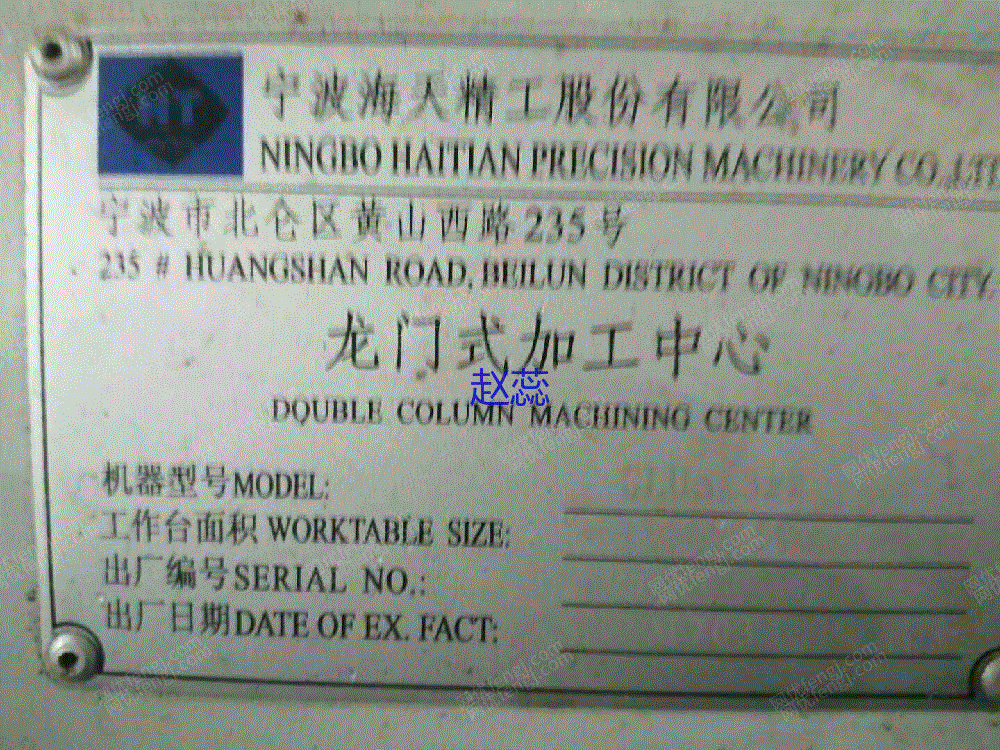 HT
宁波海天精工股份有限公司
NINGBO HAITIAN PRECISION MACHINERY CO.,LT
宁波市北仑区黄山西路235号
235 # HUANGSHAN ROAD, BEILUN DISTRICT OF NINGBO CITY.
龙门式加工中心
赵蕊
DOUBLE COLUMN MACHINING CENTER
机器型号MODEL:
工作台面积 WORKTABLE SIZE:
出厂编号SERIAL NO.:
出厂日期DATE OF EX. FACT: